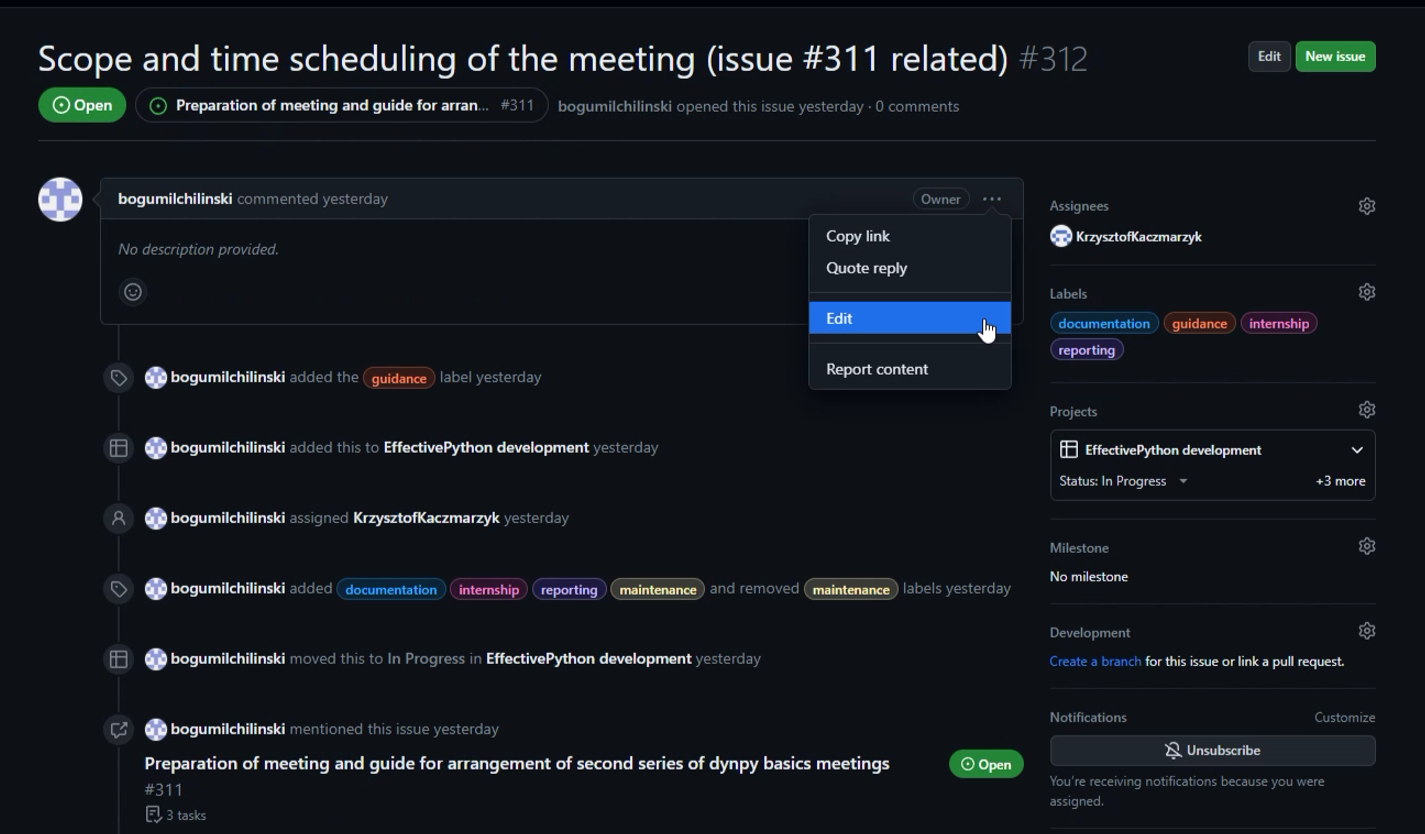 Scope and time scheduling of the meeting (issue #311 related) #312
Edit
New issue
Open
Preparation of meeting and guide for arran... #311
bogumilchilinski opened this issue yesterday · 0 comments
bogumilchilinski commented yesterday
Owner
No description provided.
Copy link
Quote reply
Edit
Report content
bogumilchilinski added the guidance label yesterday
bogumilchilinski added this to EffectivePython development yesterday
bogumilchilinski assigned KrzysztofKaczmarzyk yesterday
bogumilchilinski added documentation internship reporting maintenance and removed maintenance labels yesterday
bogumilchilinski moved this to In Progress in EffectivePython development yesterday
bogumilchilinski mentioned this issue yesterday
Preparation of meeting and guide for arrangement of second series of dynpy basics meetings
#311
Open
3 tasks
Assignees
KrzysztofKaczmarzyk
Labels
documentation guidance internship
reporting
Projects
EffectivePython development
Status: In Progress
+3 more
Milestone
No milestone
Development
Create a branch for this issue or link a pull request.
Notifications
Customize
Unsubscribe
You're receiving notifications because you were
assigned.